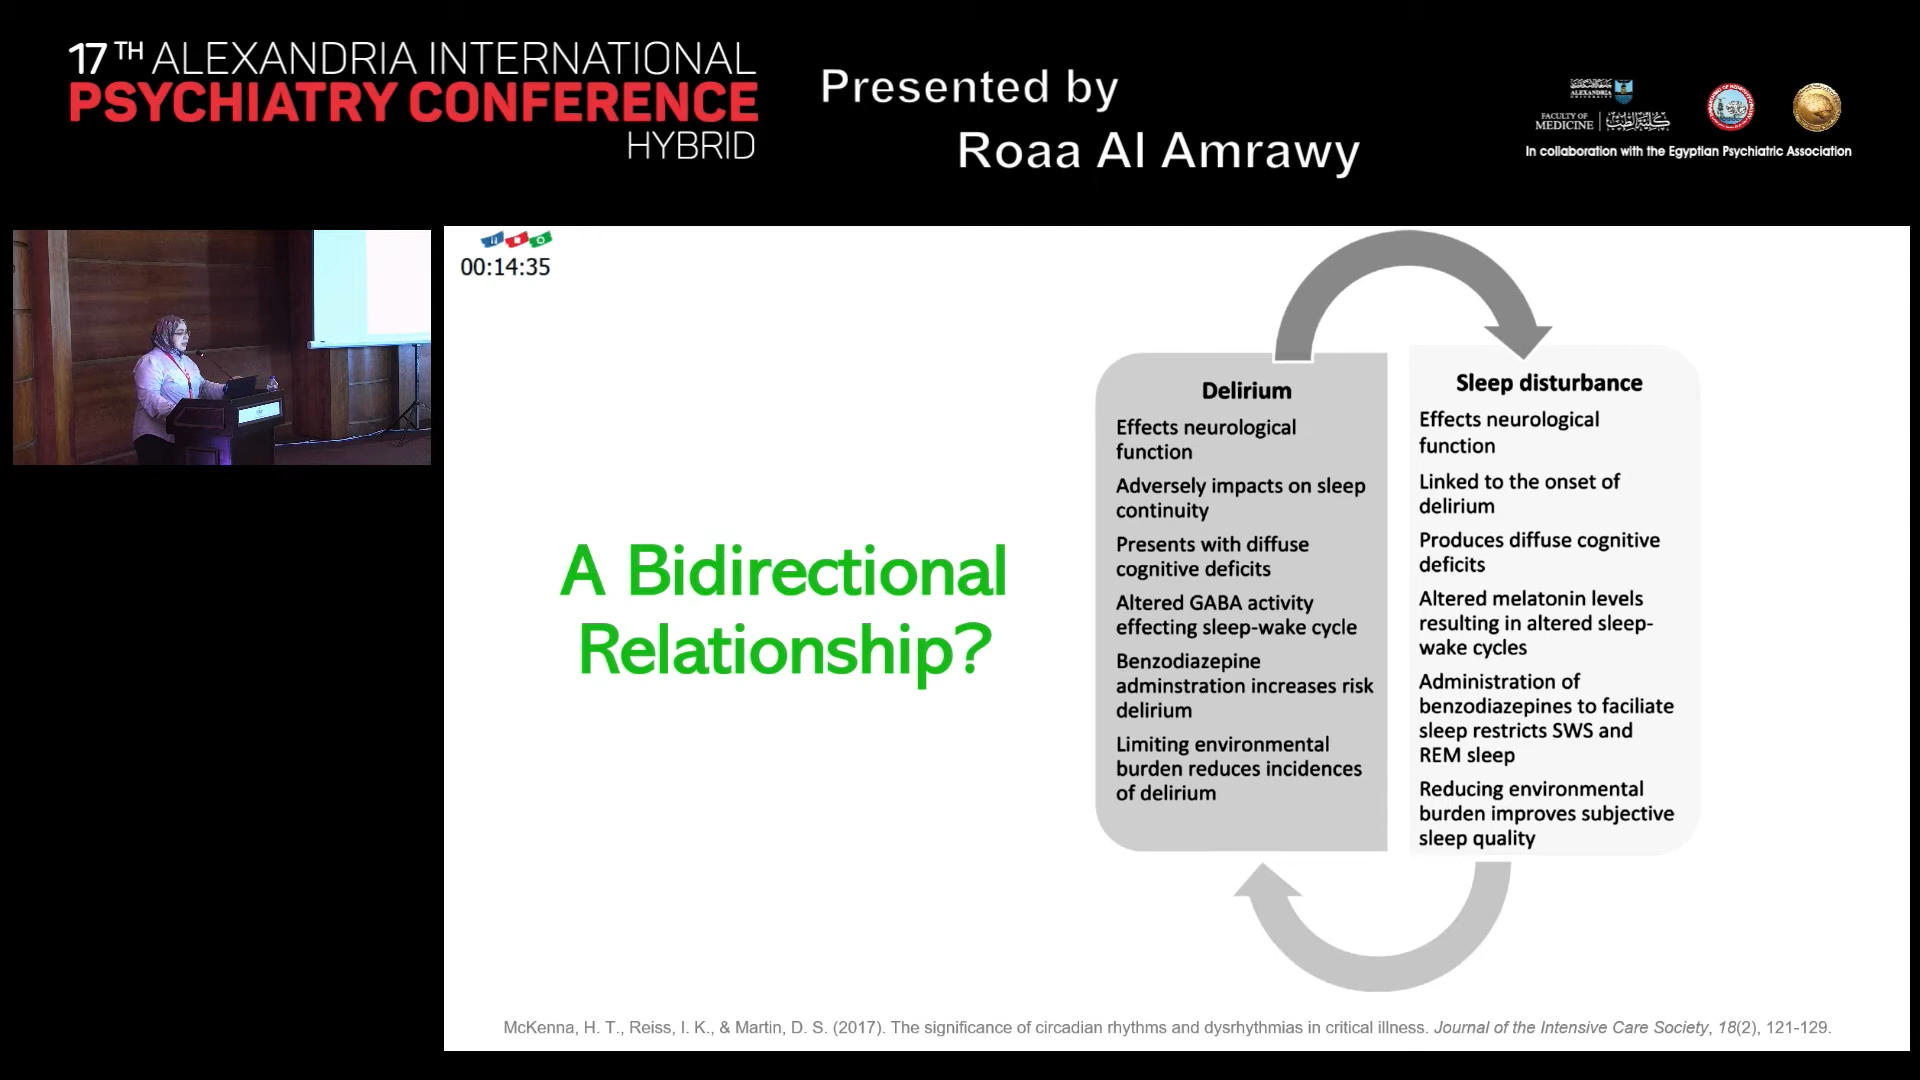 17TH ALEXANDRIA INTERNATIONAL
PSYCHIATRY CONFERENCE
HYBRID
Presented by
Roaa Al Amrawy
ALEXANDRIA
FACULTY OF
MEDICINE
كلية الطب
In collaboration with the Egyptian Psychiatric Association
00:14:35
A Bidirectional
Relationship?
Delirium
Effects neurological
function
Adversely impacts on sleep
continuity
Presents with diffuse
cognitive deficits
Altered GABA activity
effecting sleep-wake cycle
Benzodiazepine
adminstration increases risk
delirium
Limiting environmental
burden reduces incidences
of delirium
Sleep disturbance
Effects neurological
function
Linked to the onset of
delirium
Produces diffuse cognitive
deficits
Altered melatonin levels
resulting in altered sleep-
wake cycles
Administration of
benzodiazepines to faciliate
sleep restricts SWS and
REM sleep
Reducing environmental
burden improves subjective
sleep quality
McKenna, H. T., Reiss, I. K., & Martin, D. S. (2017). The significance of circadian rhythms and dysrhythmias in critical illness. Journal of the Intensive Care Society, 18(2), 121-129.